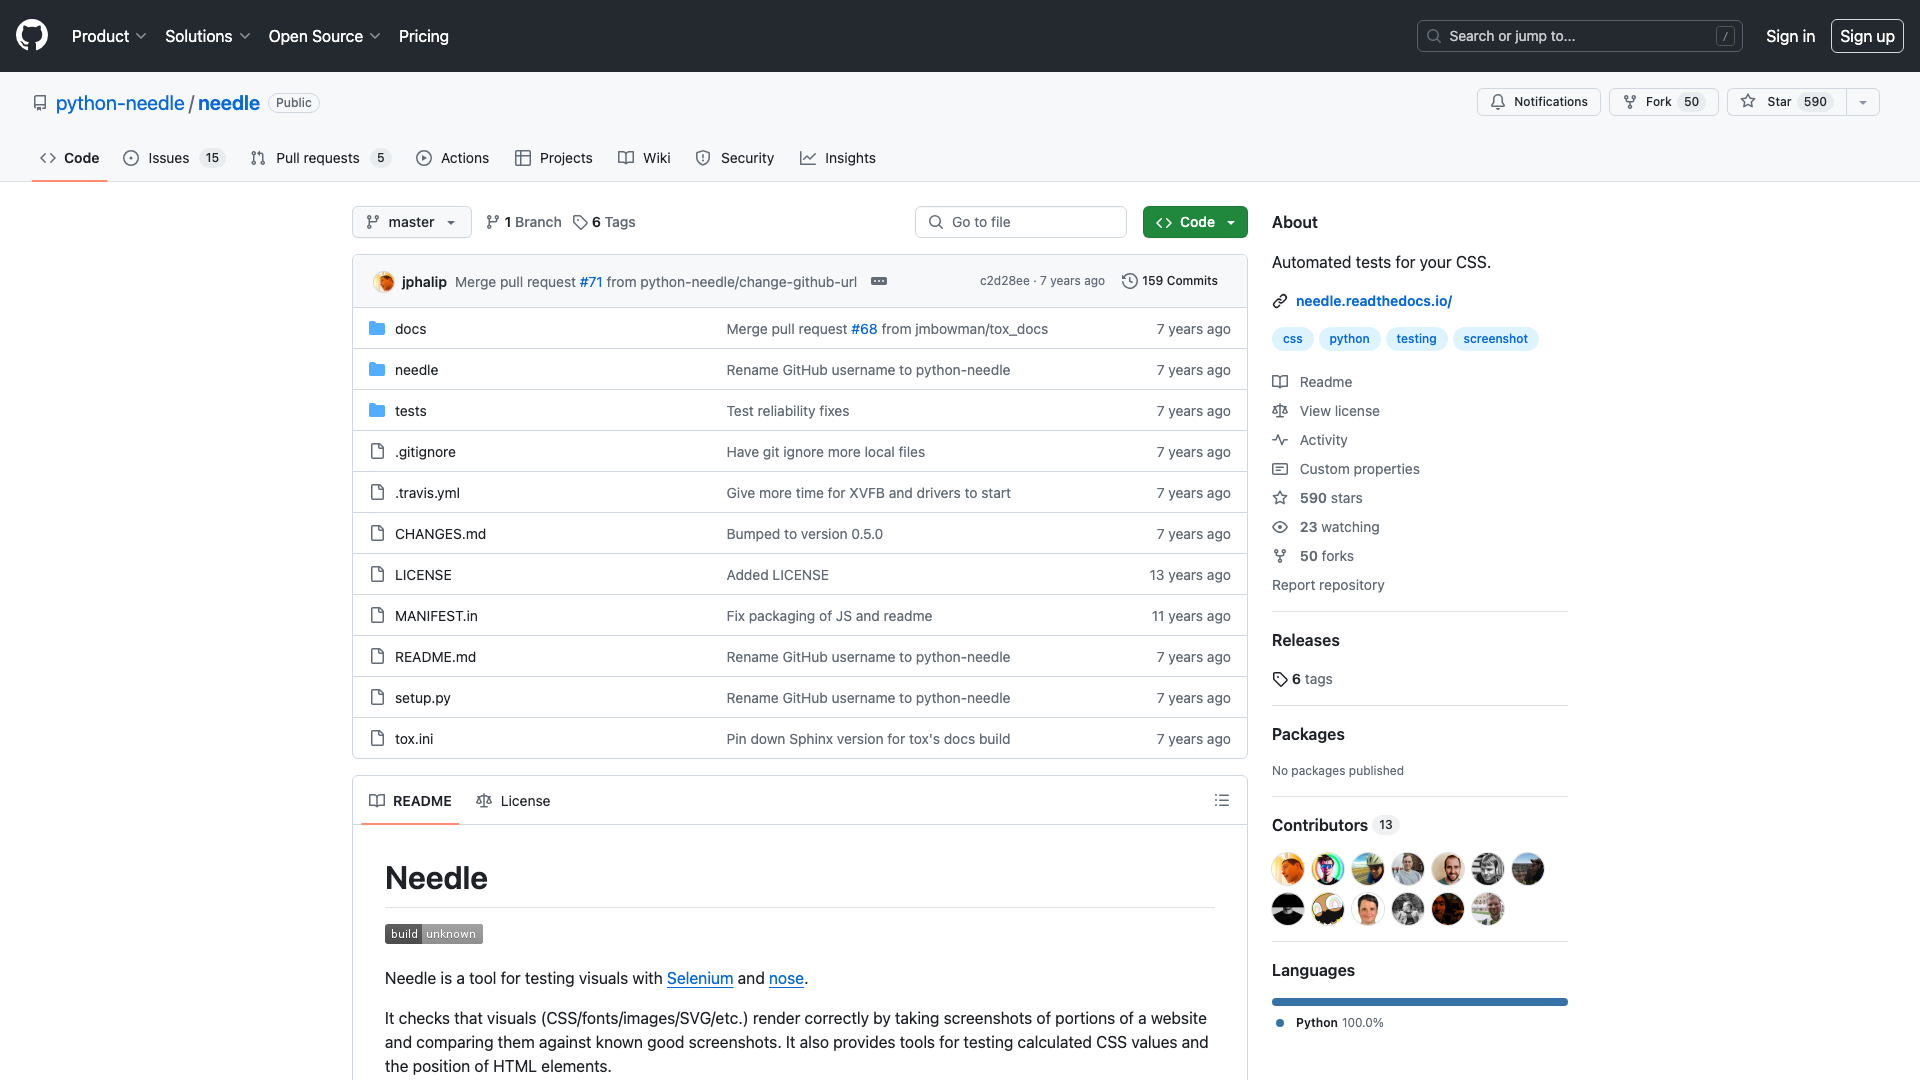 Product Solutions Open Source Pricing Search or jump to... / Sign in Sign up
python-needle / needle Public Notifications Fork 50 Star 590
Code Issues 15 Pull requests 5 Actions Projects Wiki Security Insights
master 1 Branch 6 Tags Go to file Code
jphalip Merge pull request #71 from python-needle/change-github-url c2d28ee · 7 years ago 159 Commits
docs Merge pull request #68 from jmbowman/tox_docs 7 years ago
needle Rename GitHub username to python-needle 7 years ago
tests Test reliability fixes 7 years ago
.gitignore Have git ignore more local files 7 years ago
.travis.yml Give more time for XVFB and drivers to start 7 years ago
CHANGES.md Bumped to version 0.5.0 7 years ago
LICENSE Added LICENSE 13 years ago
MANIFEST.in Fix packaging of JS and readme 11 years ago
README.md Rename GitHub username to python-needle 7 years ago
setup.py Rename GitHub username to python-needle 7 years ago
tox.ini Pin down Sphinx version for tox's docs build 7 years ago
README License
Needle
build unknown
Needle is a tool for testing visuals with Selenium and nose.
It checks that visuals (CSS/fonts/images/SVG/etc.) render correctly by taking screenshots of portions of a website
and comparing them against known good screenshots. It also provides tools for testing calculated CSS values and
the position of HTML elements.
About
Automated tests for your CSS.
needle.readthedocs.io/
css python testing screenshot
Readme
View license
Activity
Custom properties
590 stars
23 watching
50 forks
Report repository
Releases
6 tags
Packages
No packages published
Contributors 13
Languages
Python 100.0%